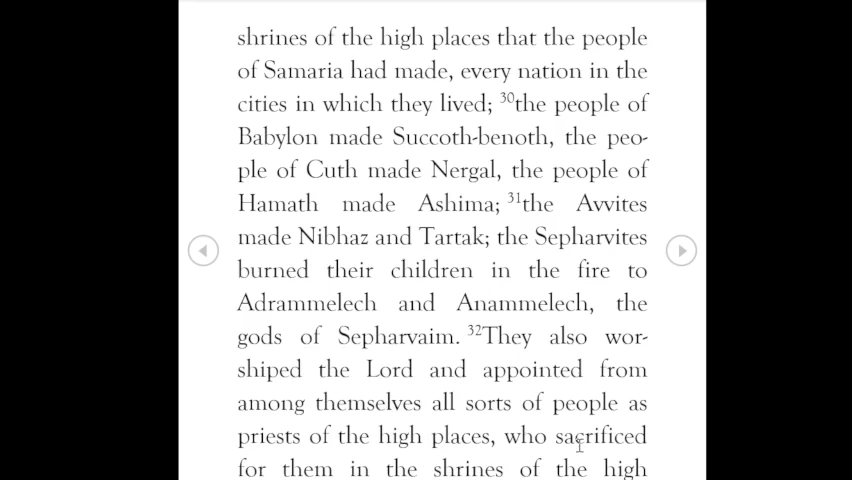 shrines of the high places that the people
of Samaria had made, every nation in the
cities in which they lived; 30the people of
Babylon made Succoth-benoth, the peo-
ple of Cuth made Nergal, the people of
Hamath made Ashima; 31the Avvites
made Nibhaz and Tartak; the Sepharvites
burned their children in the fire to
Adrammelech and Anammelech, the
gods of Sepharvaim. 32They also wor-
shiped the Lord and appointed from
among themselves all sorts of people as
priests of the high places, who sacrificed
for them in the shrines of the high